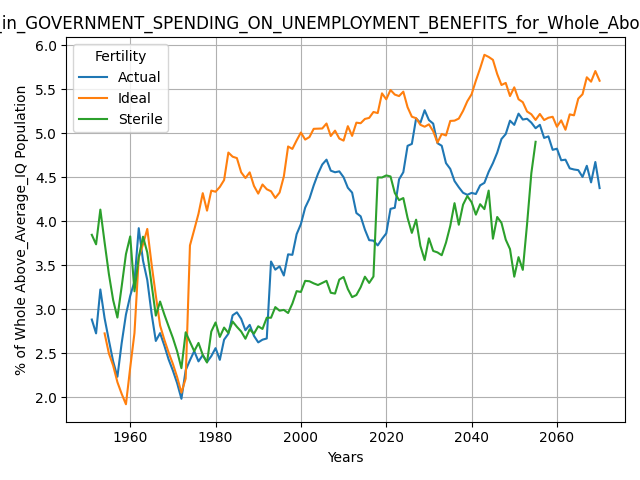 _in_GOVERNMENT_SPENDING_ON_UNEMPLOYMENT_BENEFITS_for_Whole_Abo
Fertility
Actual
Ideal
Sterile
% of Whole Above_Average_IQ Population
6.0
5.5
5.0
4.5
4.0
3.5
3.0
2.5
2.0
1960 1980 2000 2020 2040 2060
Years